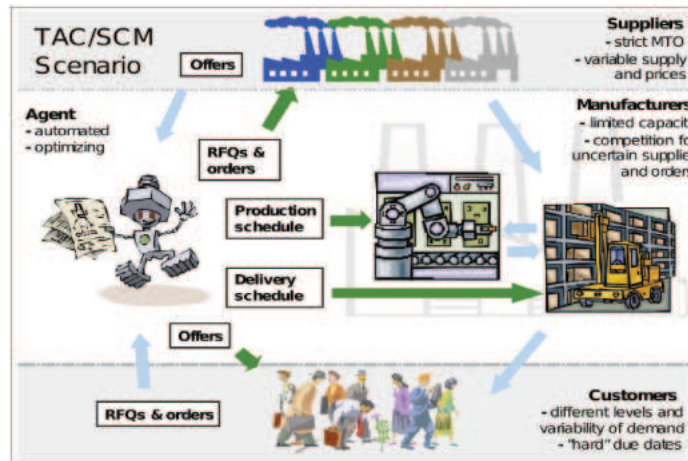 TAC/SCM
Scenario
Offers
Suppliers
- strict MTO
- variable supply
and prices
Agent
- automated
- optimizing
RFQs &
orders
Manufacturers
- limited capacit
- competition fo
uncertain supplie
and orders
Production
schedule
Delivery
schedule
Offers
RFQs & orders
Customers
- different levels and
variability of demand
- "hard" due dates